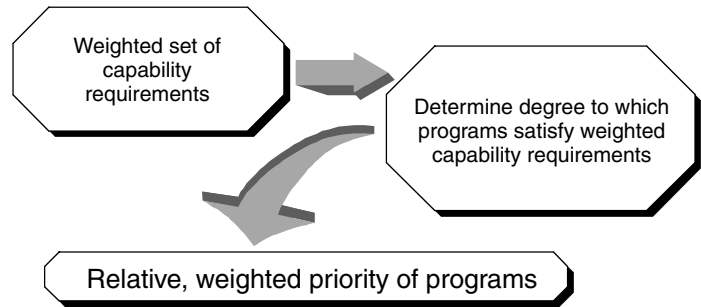 Weighted set of
capability
requirements
Determine degree to which
programs satisfy weighted
capability requirements
Relative, weighted priority of programs